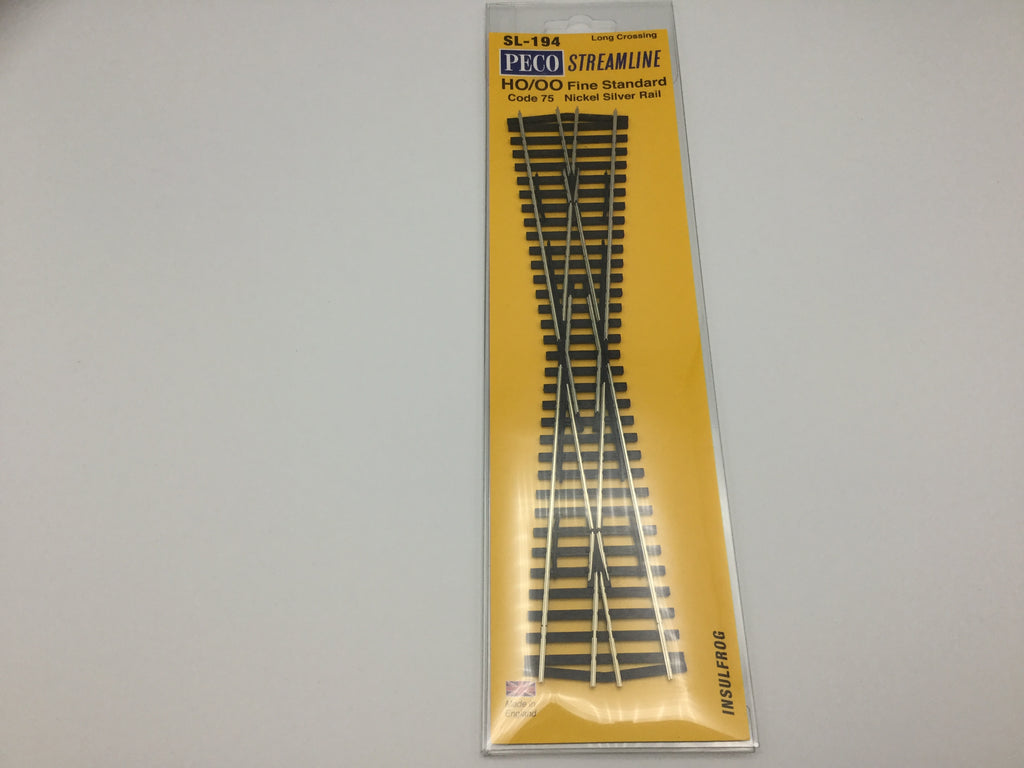 SL-194 Long Crossing
PECO STREAMLINE
HO/OO Fine Standard
Code 75 Nickel Silver Rail
INSULFROG
Made in
England